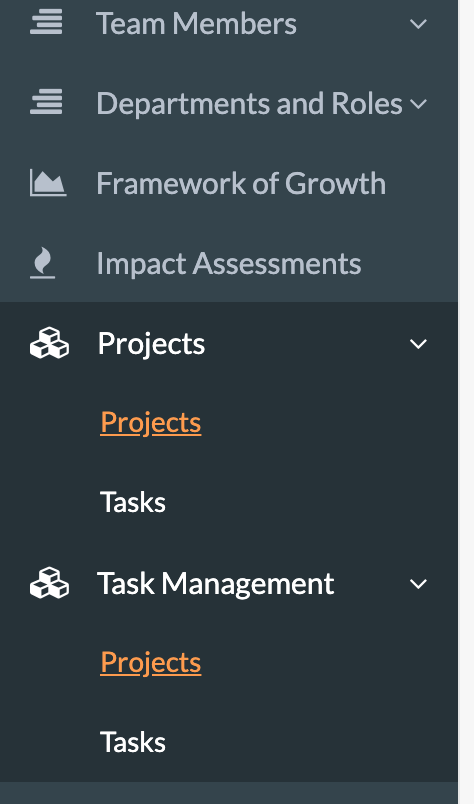 Team Members
Departments and Roles
Framework of Growth
Impact Assessments
Projects
Projects
Tasks
Task Management
Projects
Tasks